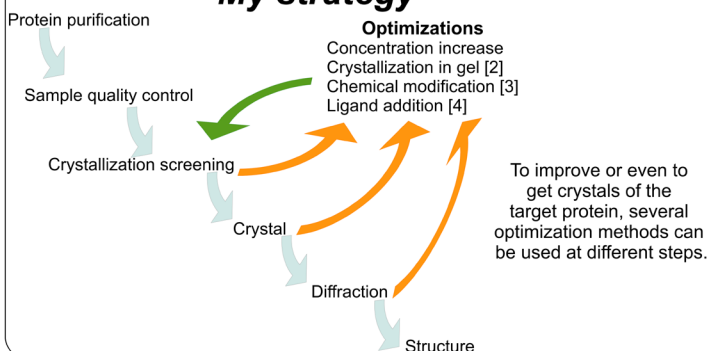 My strategy
Protein purification
Optimizations
Concentration increase
Crystallization in gel [2]
Chemical modification [3]
Ligand addition [4]
Sample quality control
Crystallization screening
Crystal
Diffraction
Structure
To improve or even to
get crystals of the
target protein, several
optimization methods can
be used at different steps.